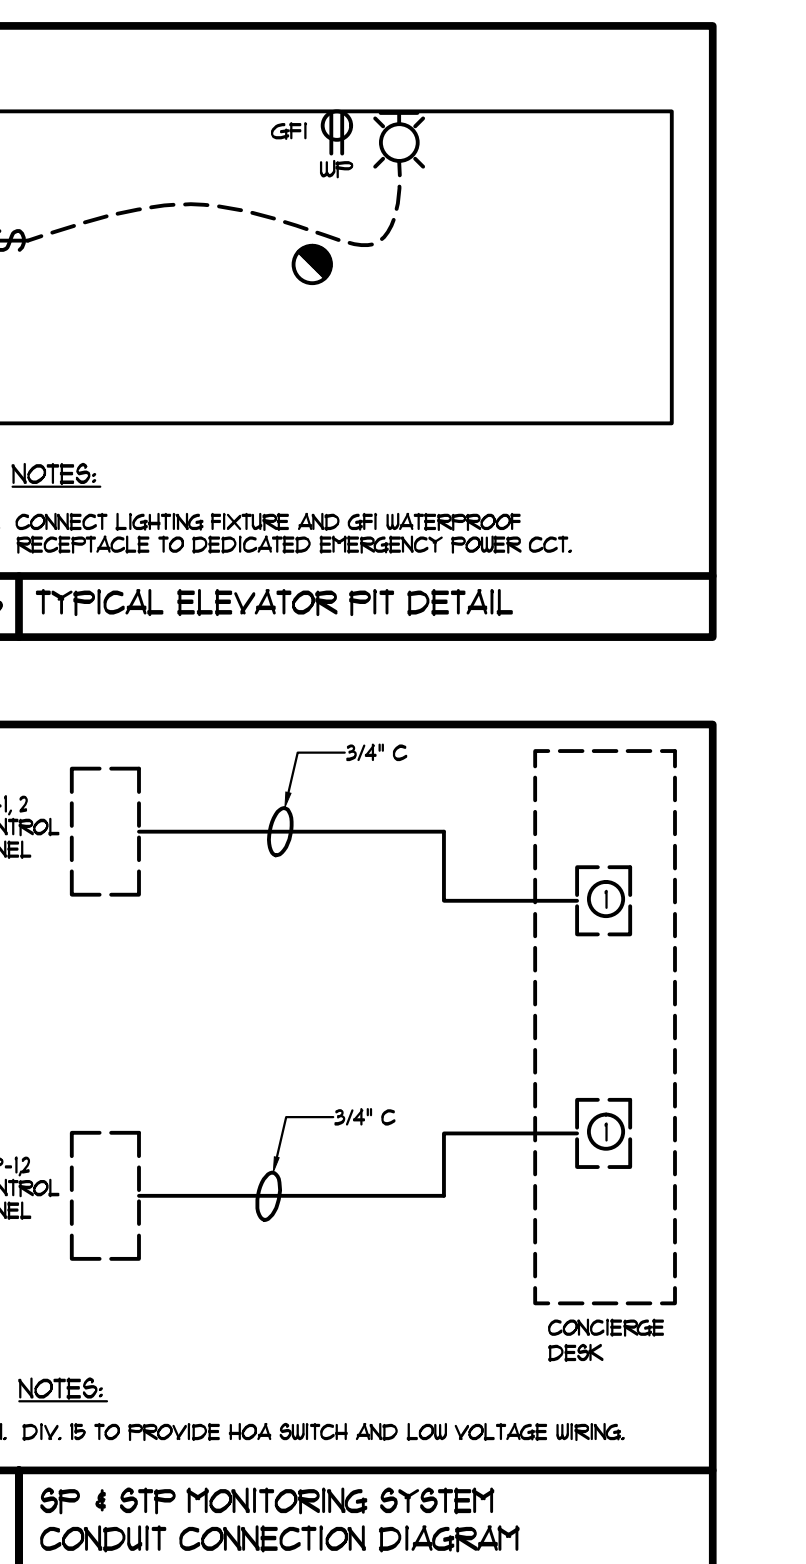 GFI
WP
NOTES:
CONNECT LIGHTING FIXTURE AND GFI WATERPROOF
RECEPTACLE TO DEDICATED EMERGENCY POWER CCT.
TYPICAL ELEVATOR PIT DETAIL
3/4" C
-1, 2
NTROL
NEL
1
3/4" C
P-1,2
NTROL
NEL
1
CONCIERGE
DESK
NOTES:
1. DIV. 15 TO PROVIDE HOA SWITCH AND LOW VOLTAGE WIRING.
SP & STP MONITORING SYSTEM
CONDUIT CONNECTION DIAGRAM